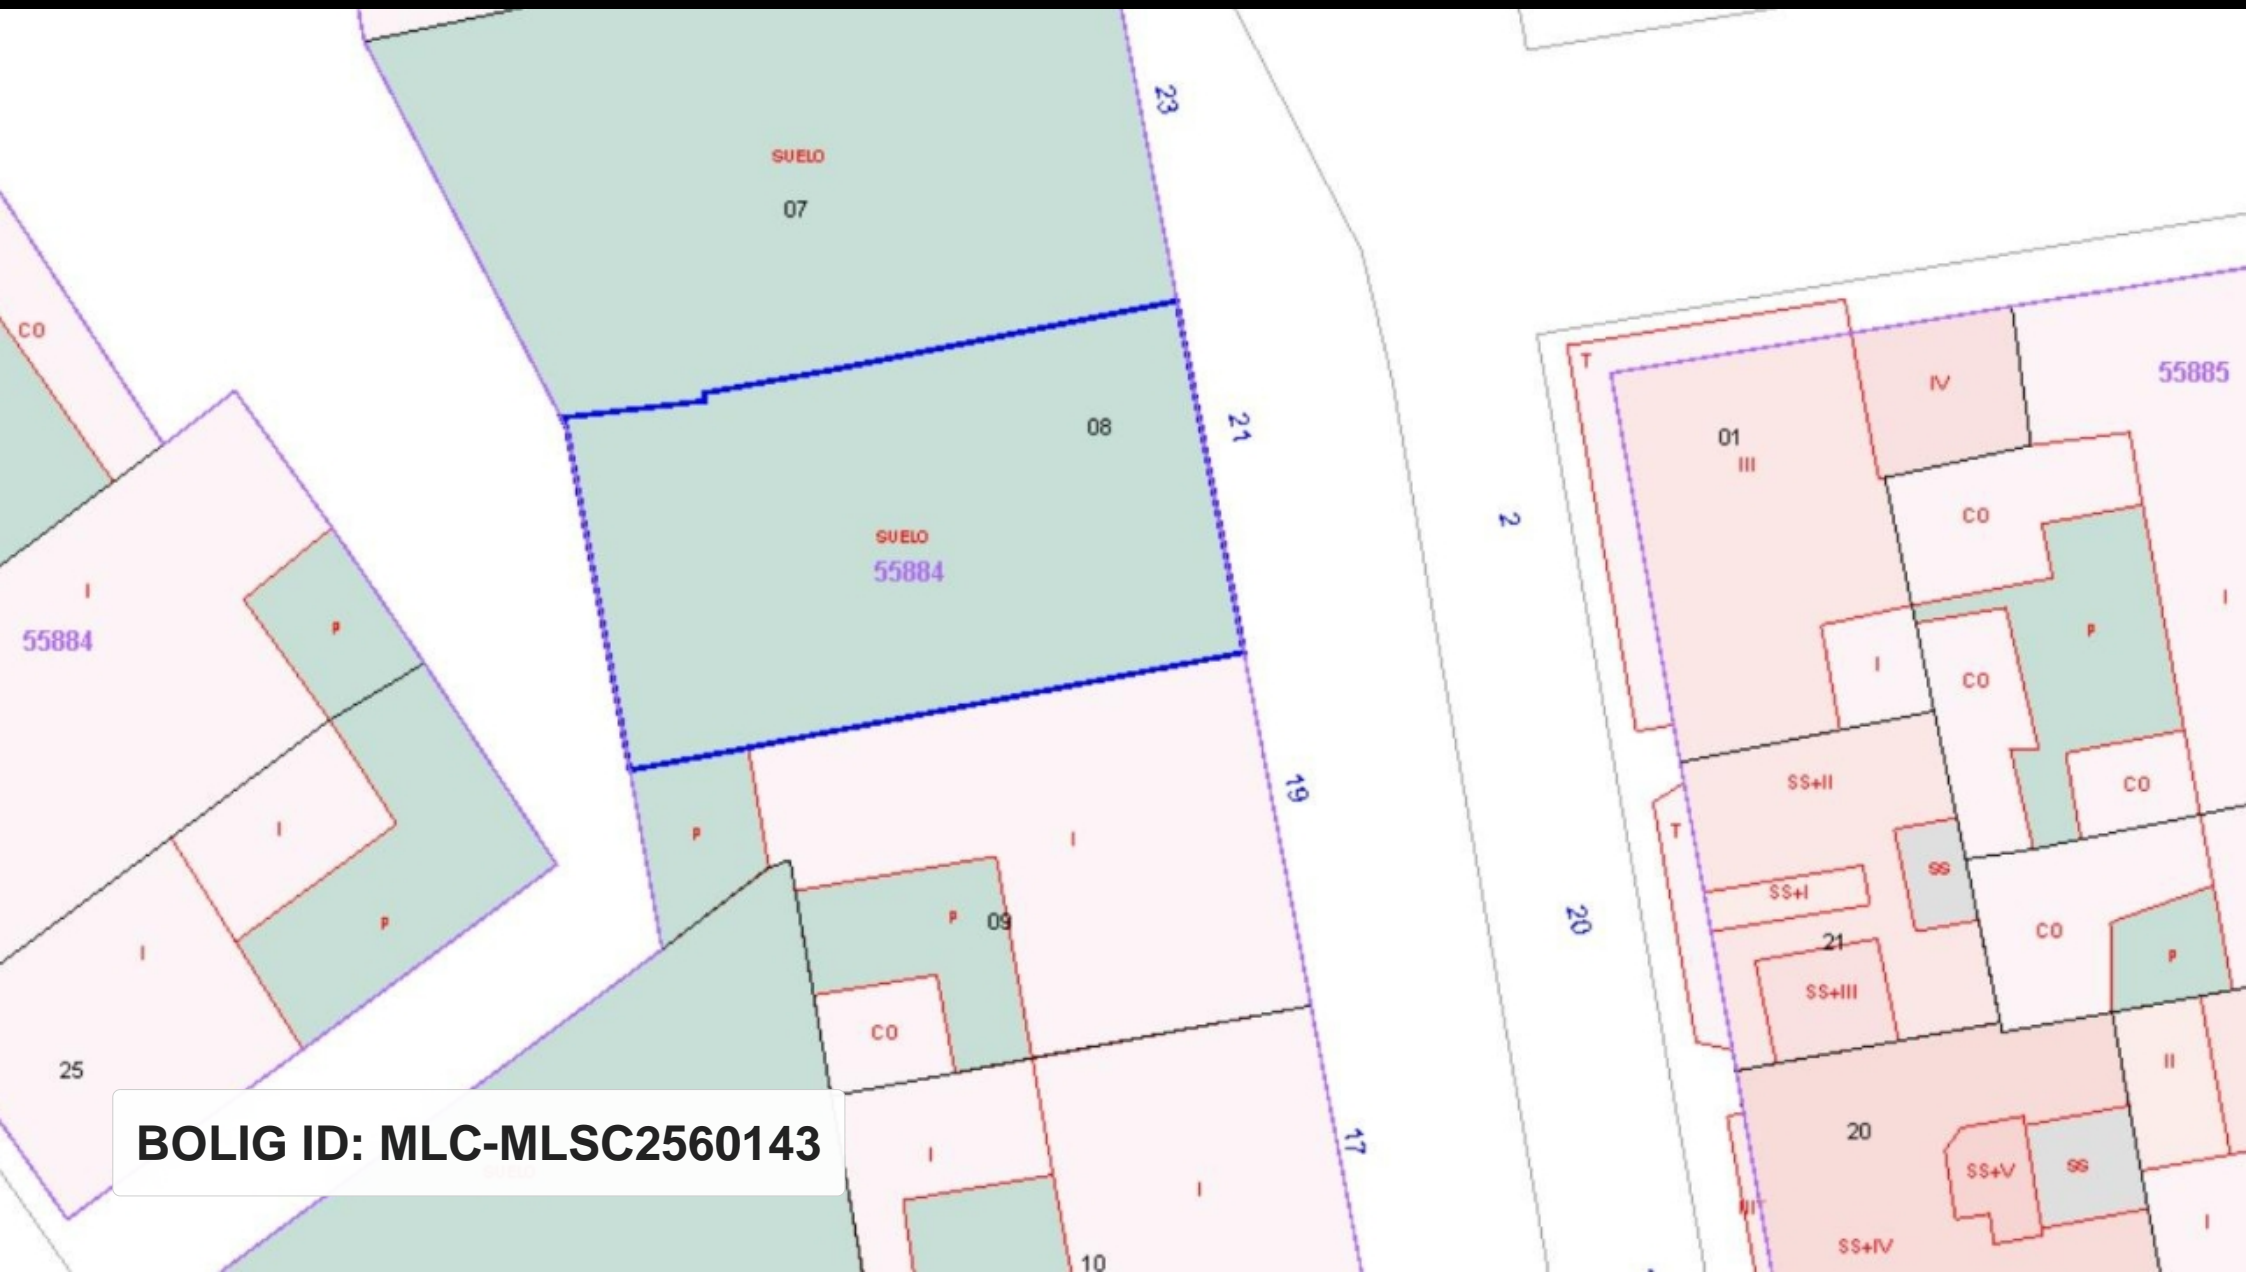 23
SUELO
07
CO
T
IV
55885
01
III
08
21
CO
2
SUELO
55884
I
I
P
P
55884
I
CO
SS+II
CO
19
I
P
I
T
SS
SS+I
P
09
20
P
CO
21
I
P
SS+III
CO
25
II
20
BOLIG ID: MLC-MLSC2560143
17
I
I
SS+V
SS
SUELO
I
SS+IV
10